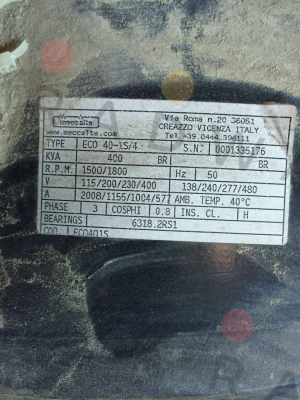 meccalte
Via Roma n.20 36051
CREAZZO VICENZA ITALY
www.meccalte.com
Tel.+39.0444.396111
TYPE ECO 40-1S/4 S.N. 0001335176
KVA 400 BR BR
R.P.M. 1500/1800 Hz 50
V 115/200/230/400 138/240/277/480
A 2008/1155/1004/577 AMB. TEMP. 40°C
PHASE 3 COSPHI 0.8 INS. CL. H
BEARINGS 6318.2RS1
COD. ECO401S